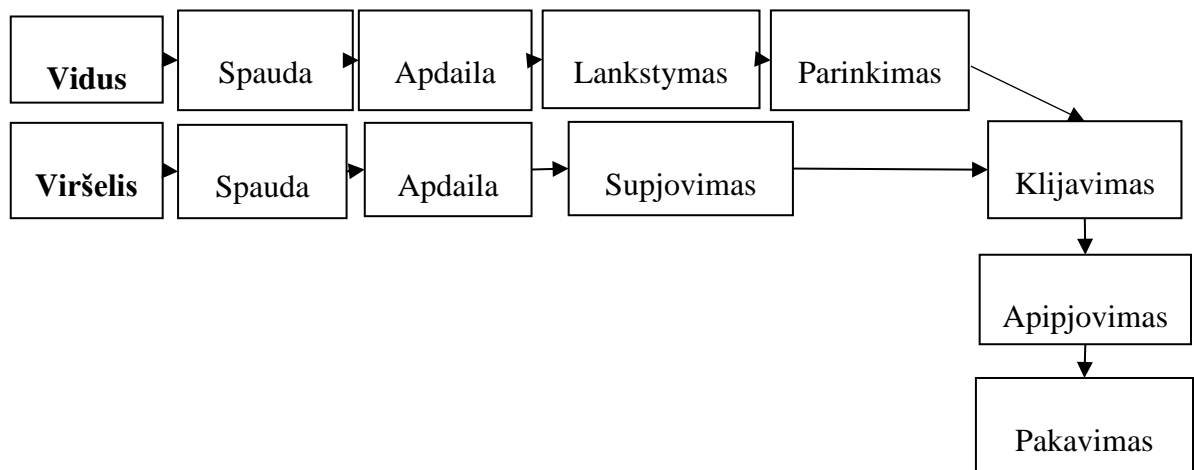 Vidus
Spauda
Apdaila
Lankstymas
Parinkimas
Viršelis
Spauda
Apdaila
Supjovimas
Klijavimas
Apipjovimas
Pakavimas